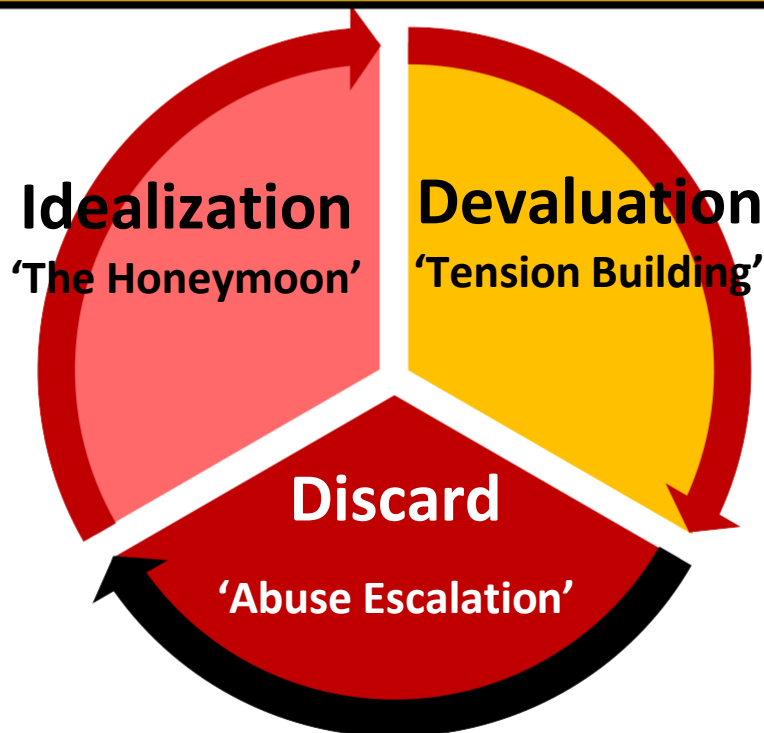 Idealization
‘The Honeymoon’
Devaluation
‘Tension Building’
Discard
‘Abuse Escalation’